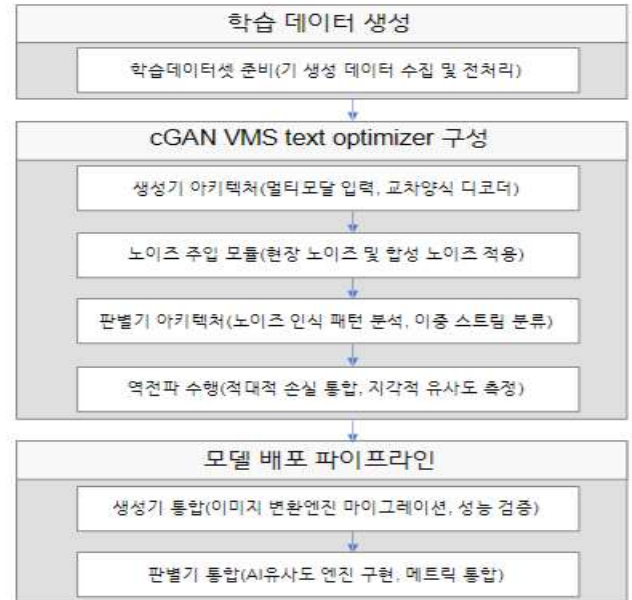 학습 데이터 생성
학습데이터셋 준비(기 생성 데이터 수집 및 전처리)
cGAN VMS text optimizer 구성
생성기 아키텍처(멀티모달 입력, 교차양식 디코더)
노이즈 주입 모듈(현장 노이즈 및 합성 노이즈 적용)
판별기 아키텍처(노이즈 인식 패턴 분석, 이중 스트림 분류)
역전파 수행(적대적 손실 통합, 지각적 유사도 측정)
모델 배포 파이프라인
생성기 통합(이미지 변환엔진 마이그레이션, 성능 검증)
판별기 통합(AI유사도 엔진 구현, 메트릭 통합)